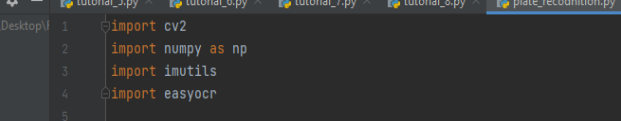 tutorial_5.py tutorial_6.py tutorial_7.py tutorial_8.py plate_recognition.py
Desktop\
1 import cv2
2 import numpy as np
3 import imutils
4 import easyocr
5